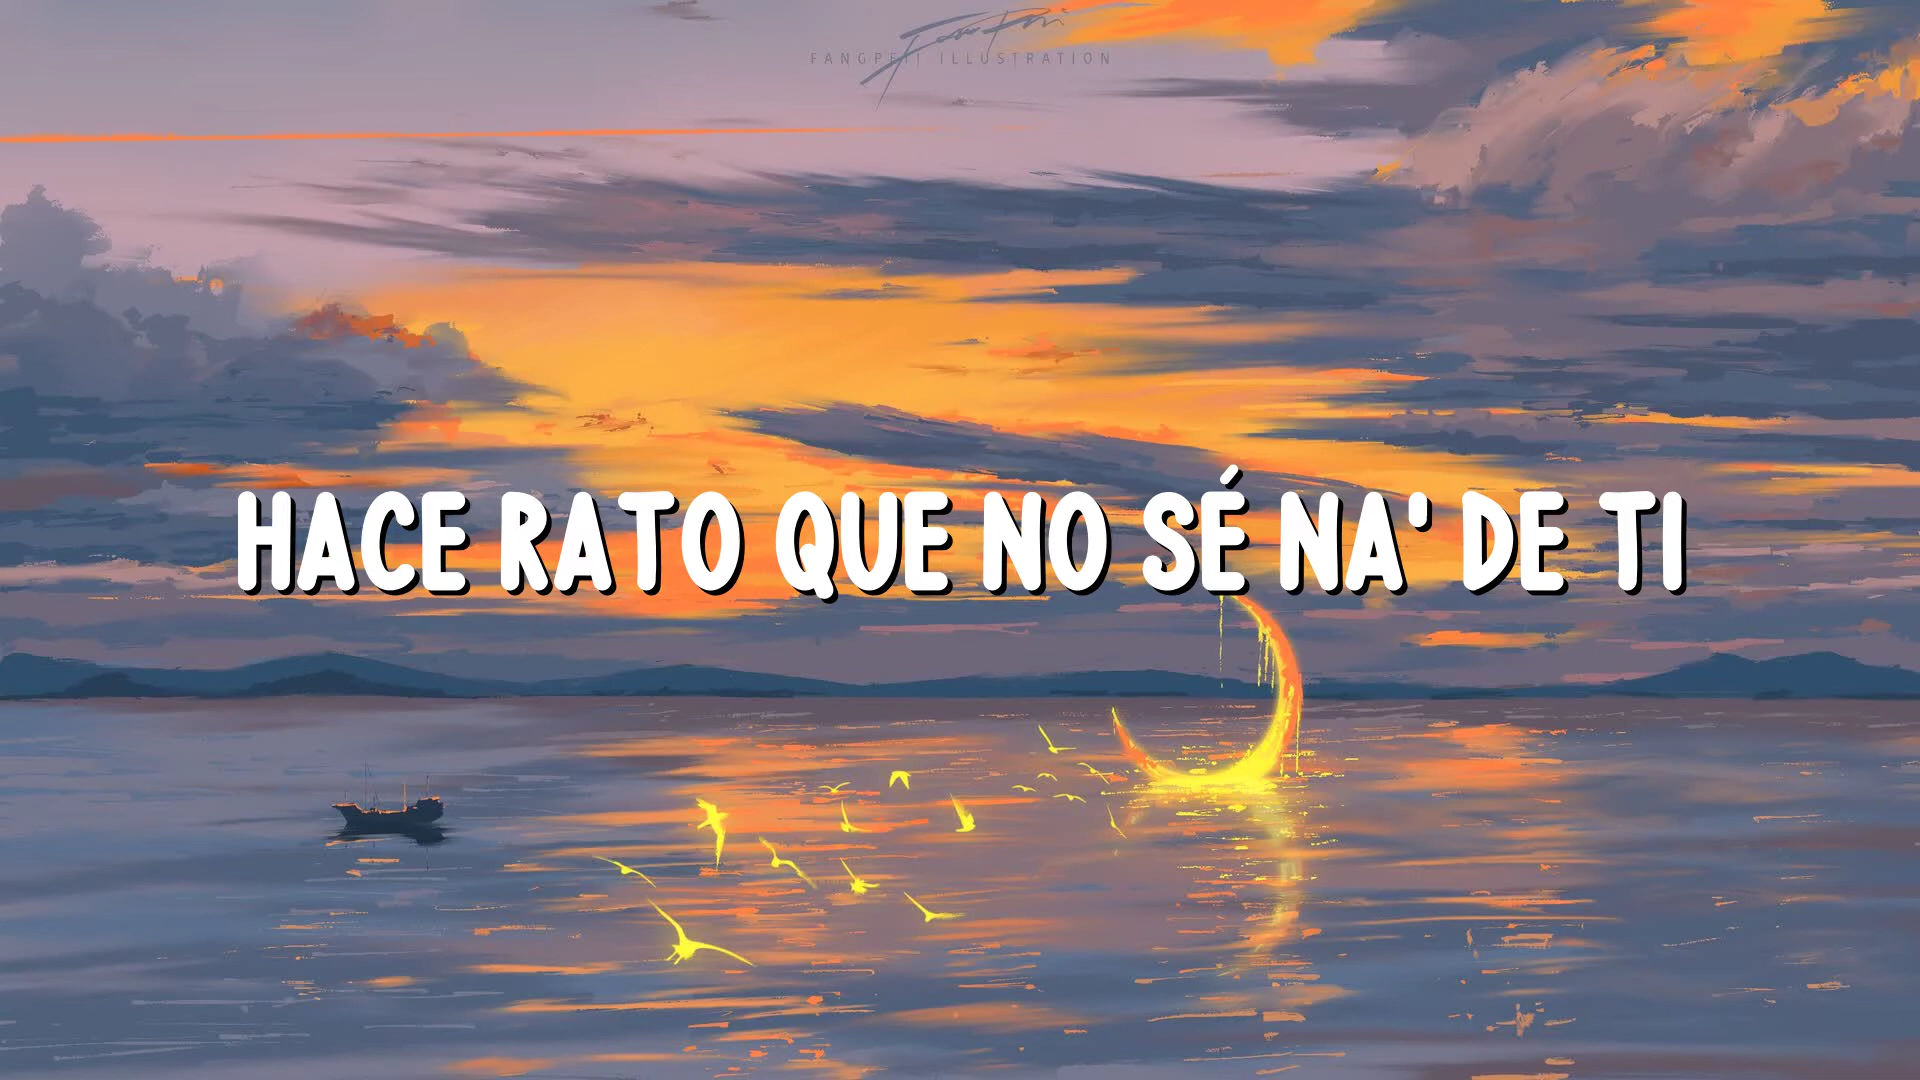 FANGPEII ILLUSTRATION
HACE RATO QUE NO SÉ NA' DE TI